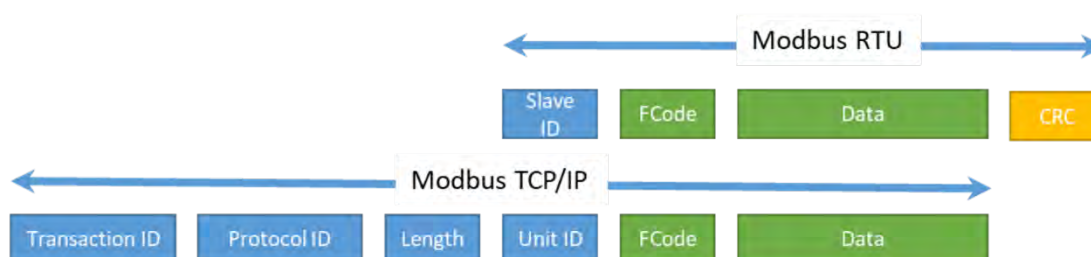 Modbus RTU
Slave ID FCode Data CRC
Modbus TCP/IP
Transaction ID Protocol ID Length Unit ID FCode Data